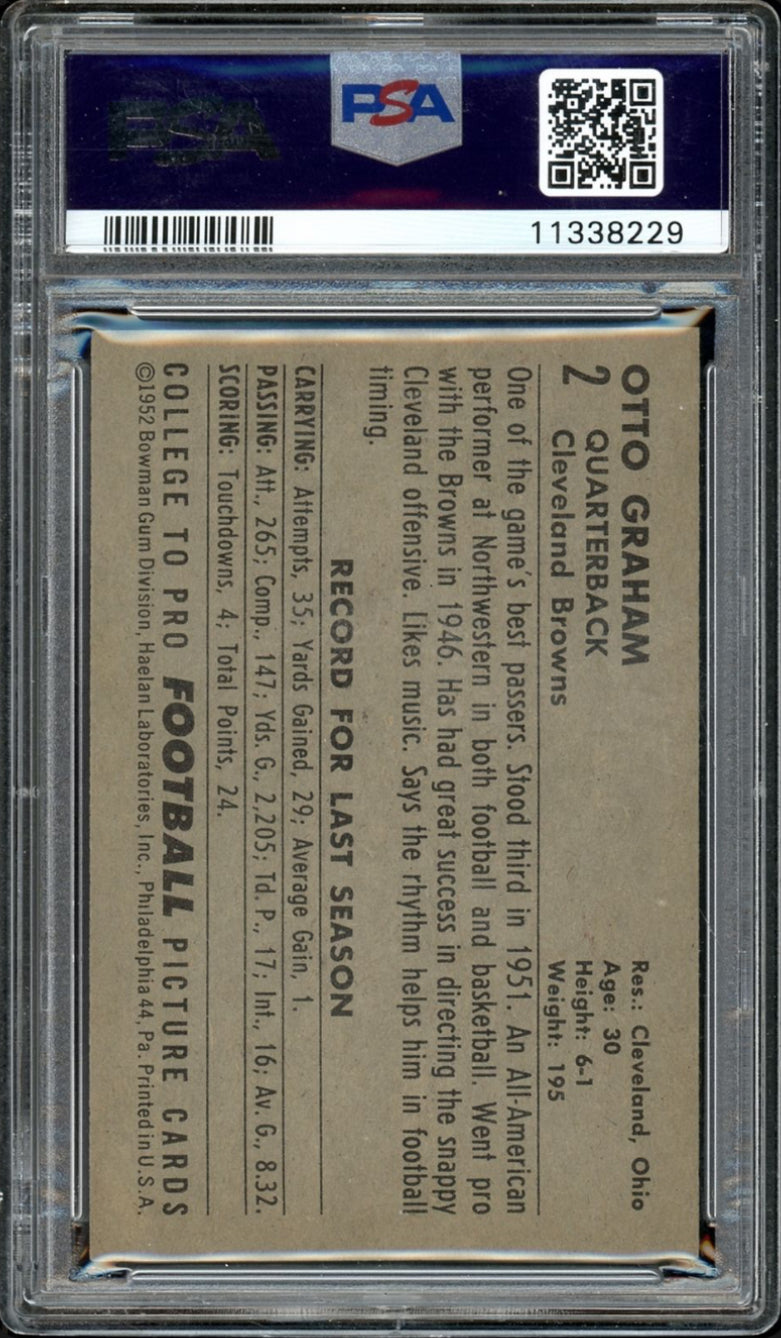 PSA
PSA
11338229
OTTO GRAHAM
2 QUARTERBACK
Cleveland Browns
Res.: Cleveland, Ohio
Age: 30
Height: 6-1
Weight: 195
One of the game's best passers. Stood third in 1951. An All-American
performer at Northwestern in both football and basketball. Went pro
with the Browns in 1946. Has had great success in directing the snappy
Cleveland offensive. Likes music. Says the rhythm helps him in football
timing.
RECORD FOR LAST SEASON
CARRYING: Attempts, 35; Yards Gained, 29; Average Gain, 1.
PASSING: Att., 265; Comp., 147; Yds. G., 2,205; Td. P., 17; Int., 16; Av. G., 8.32.
SCORING: Touchdowns, 4; Total Points, 24.
COLLEGE TO PRO FOOTBALL PICTURE CARDS
©1952 Bowman Gum Division, Haelan Laboratories, Inc., Philadelphia 44, Pa. Printed in U.S.A.